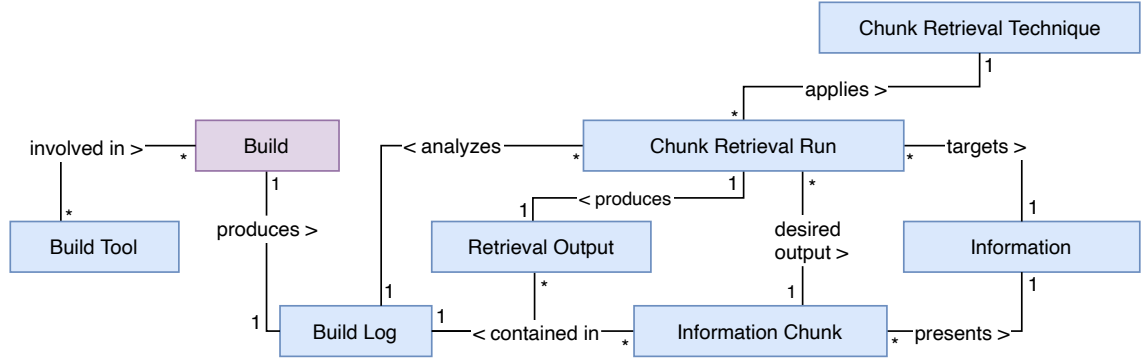 Chunk Retrieval Technique
1
applies >
*
involved in >
*
Build
< analyzes
*
Chunk Retrieval Run
*
targets >
1
1
*
< produces
*
1
1
produces >
Build Tool
Retrieval Output
desired
output >
Information
*
1
1
1
1
1
Build Log
< contained in
*
Information Chunk
*
presents >